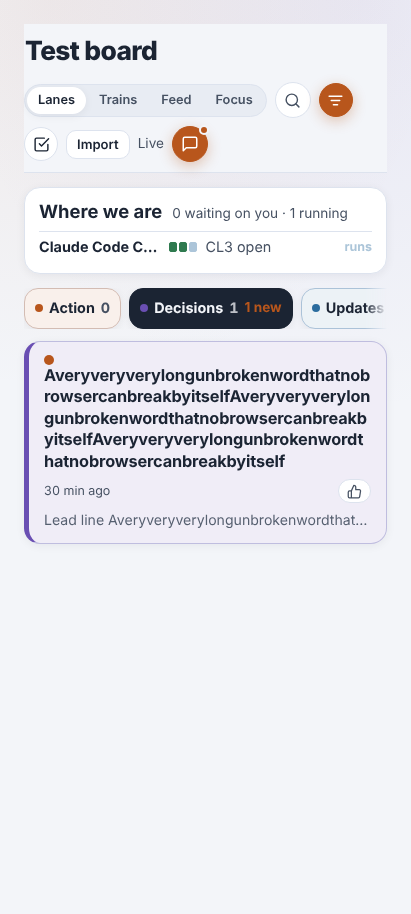 Test board
Lanes Trains Feed Focus
Import Live
Where we are 0 waiting on you · 1 running
Claude Code C... CL3 open runs
Action 0 Decisions 1 1 new Updates
Averyveryverylongunbrokenwordthatnob
rowsercanbreakbyitselfAveryveryverylon
gunbrokenwordthatnobrowsercanbreakb
yitselfAveryveryverylongunbrokenwordt
hatnobrowsercanbreakbyitself
30 min ago
Lead line Averyveryverylongunbrokenwordthat...